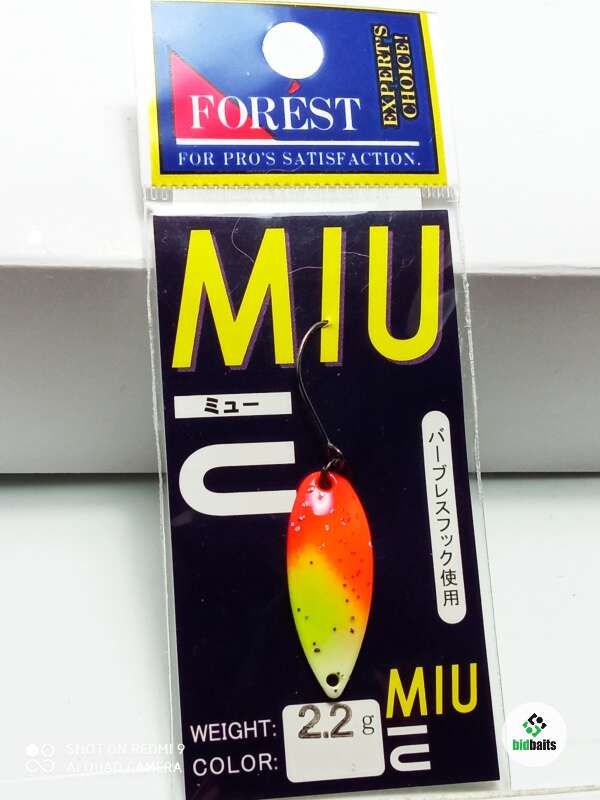 FORÉST
EXPERT'S
CHOICE!
FOR PRO'S SATISFACTION.
MIU
ミュー
バーブレスフック使用
MIU
WEIGHT: 2.2g
COLOR:
SHOT ON REDMI 9
AI QUAD CAMERA
bidbaits